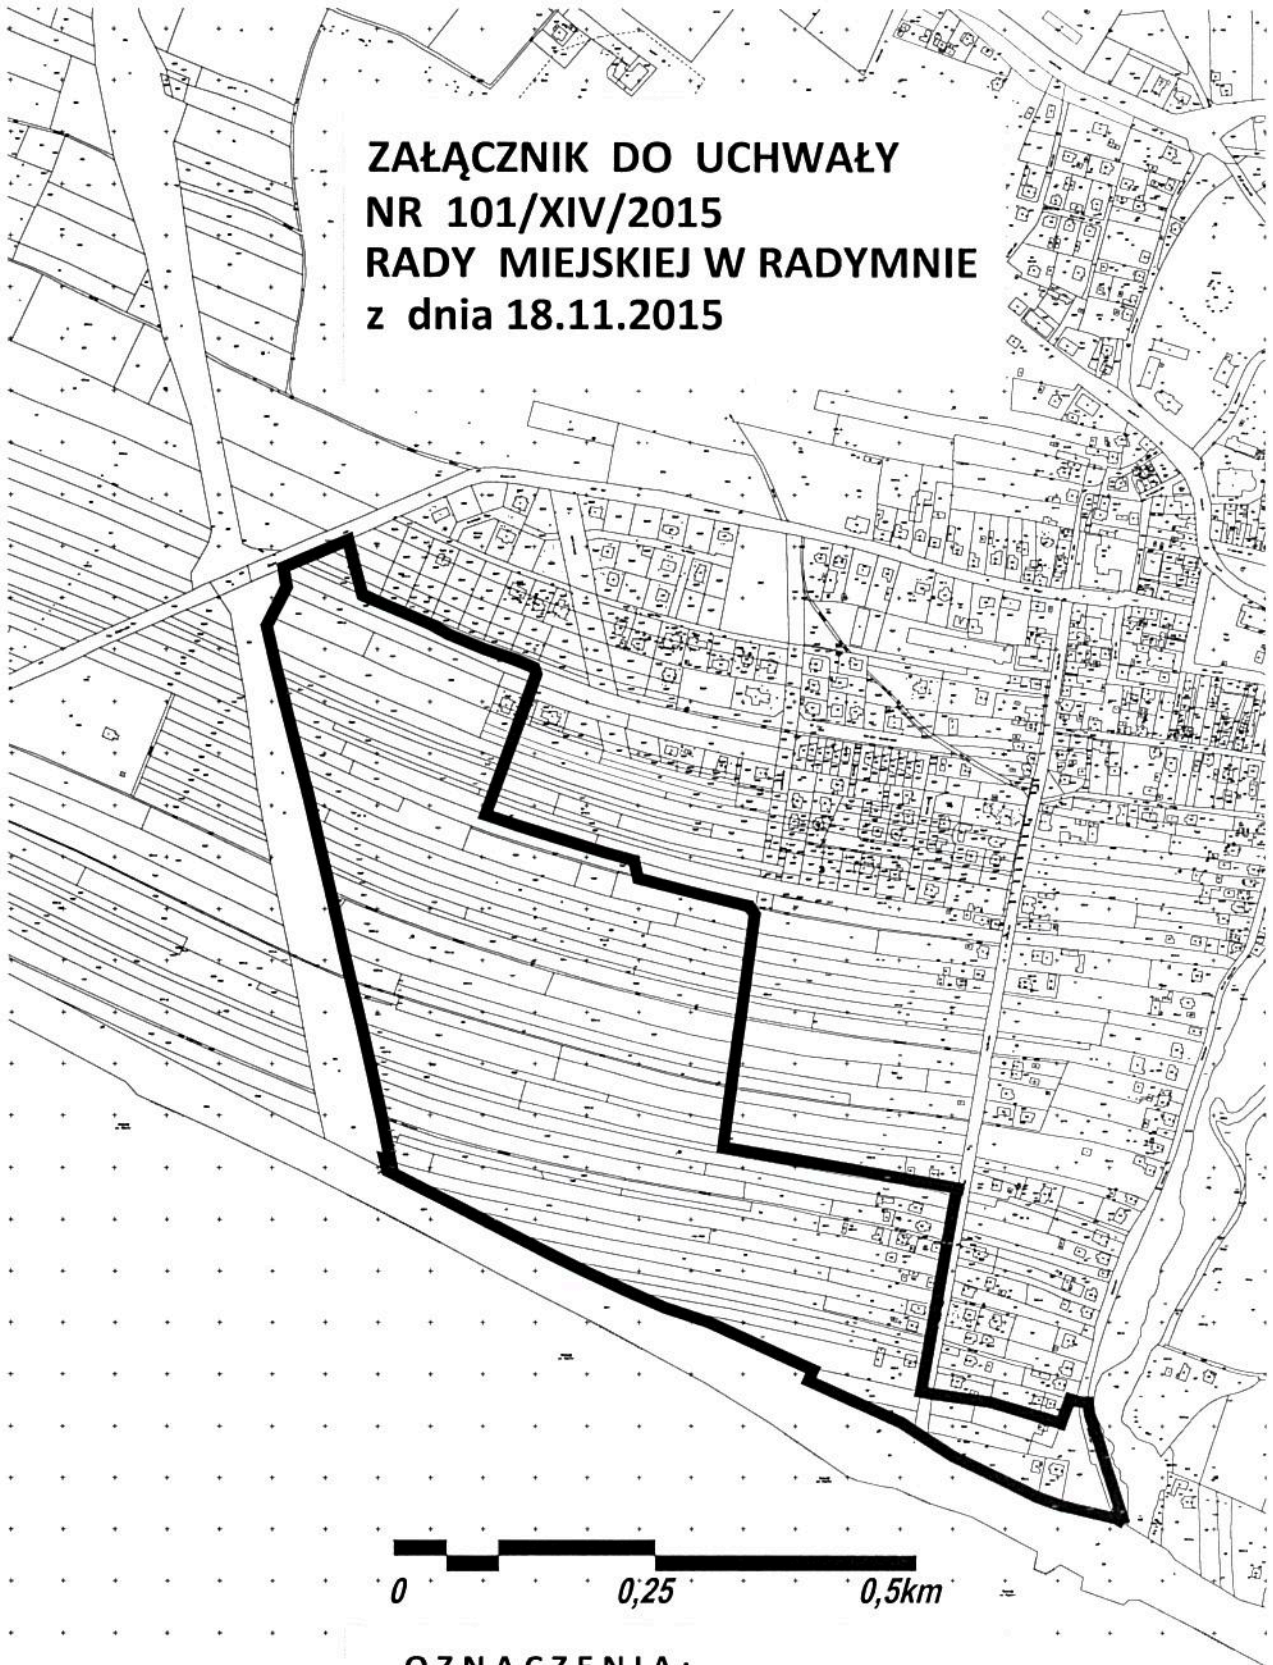 ZAŁĄCZNIK DO UCHWAŁY
NR 101/XIV/2015
RADY MIEJSKIEJ W RADYMNIE
z dnia 18.11.2015
0 0,25 0,5km
OZNACZENIA: